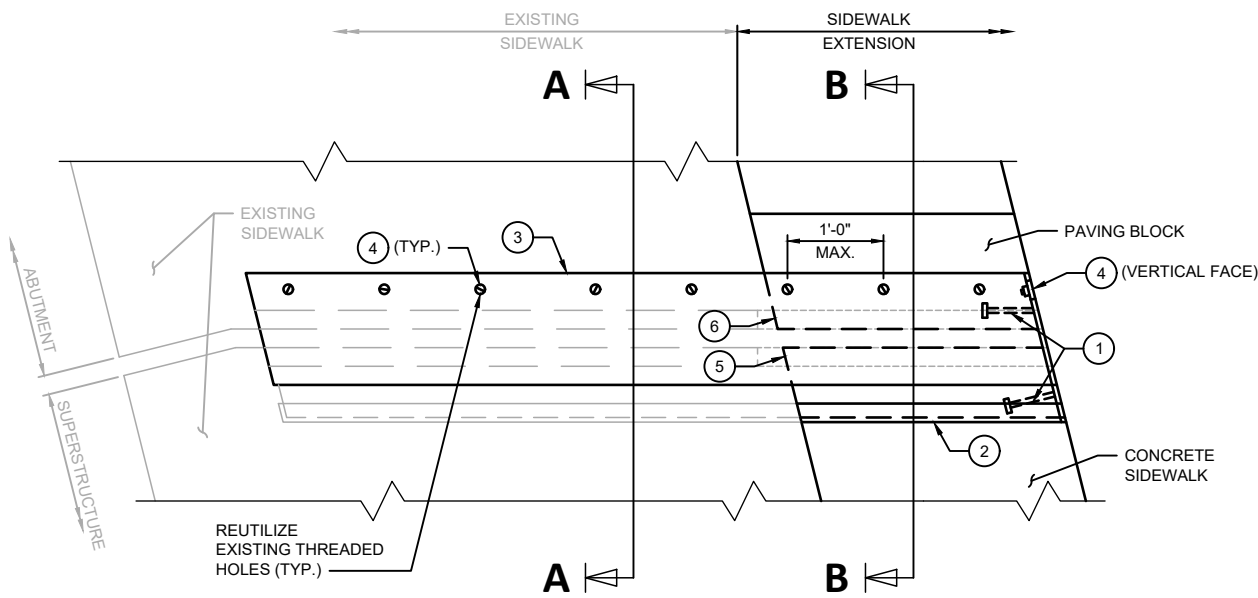 EXISTING
SIDEWALK
SIDEWALK
EXTENSION
A
B
EXISTING
SIDEWALK
4 (TYP.)
3
1'-0"
MAX.
PAVING BLOCK
4 (VERTICAL FACE)
ABUTMENT
6
5
1
SUPERSTRUCTURE
2
CONCRETE
SIDEWALK
REUTILIZE
EXISTING THREADED
HOLES (TYP.)
A
B